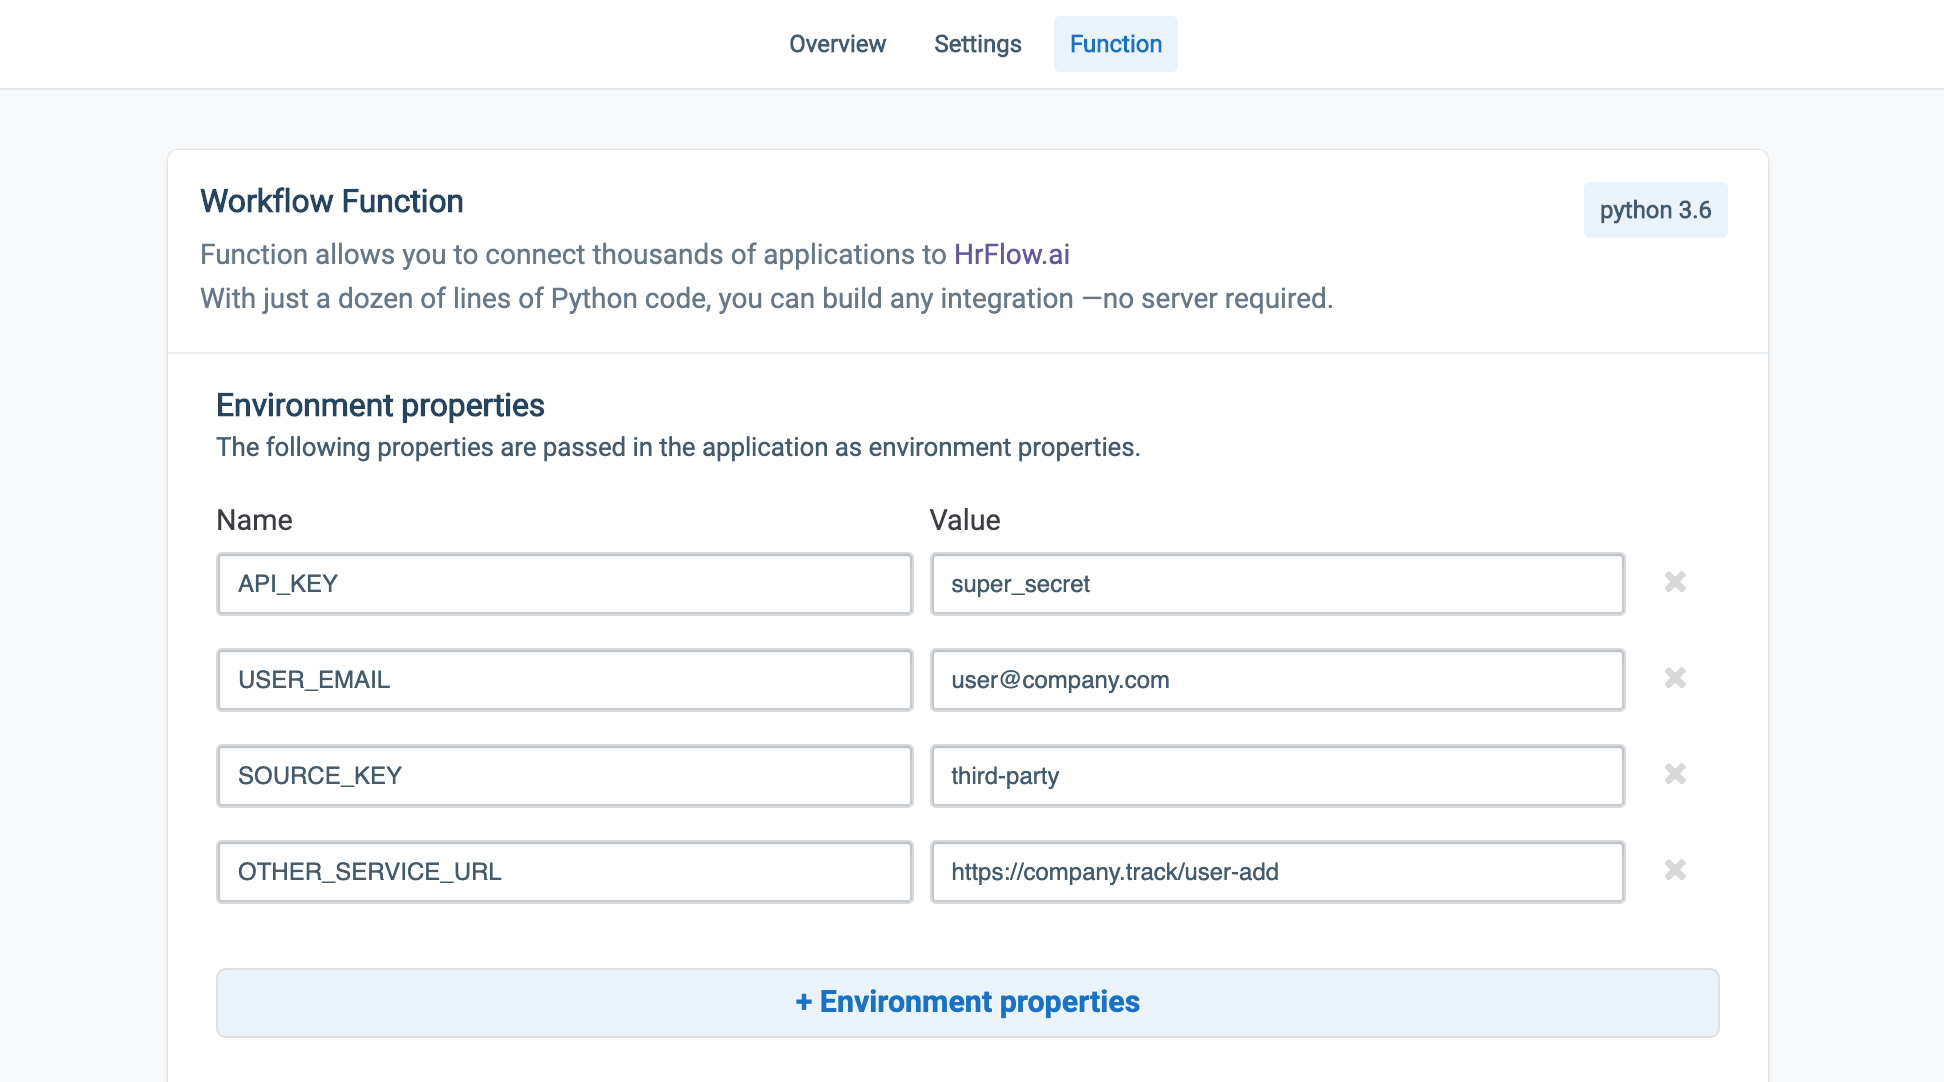 Overview Settings Function
Workflow Function
python 3.6
Function allows you to connect thousands of applications to HrFlow.ai
With just a dozen of lines of Python code, you can build any integration —no server required.
Environment properties
The following properties are passed in the application as environment properties.
Name Value
API_KEY super_secret
USER_EMAIL user@company.com
SOURCE_KEY third-party
OTHER_SERVICE_URL https://company.track/user-add
+ Environment properties